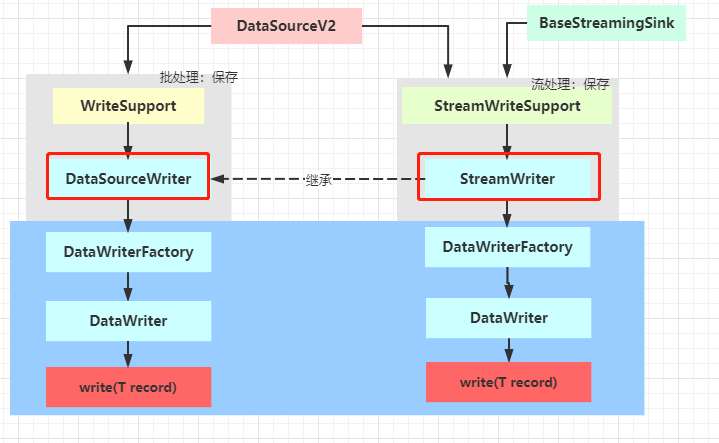 DataSourceV2
BaseStreamingSink
批处理：保存
流处理：保存
WriteSupport
StreamWriteSupport
DataSourceWriter
继承
StreamWriter
DataWriterFactory
DataWriterFactory
DataWriter
DataWriter
write(T record)
write(T record)